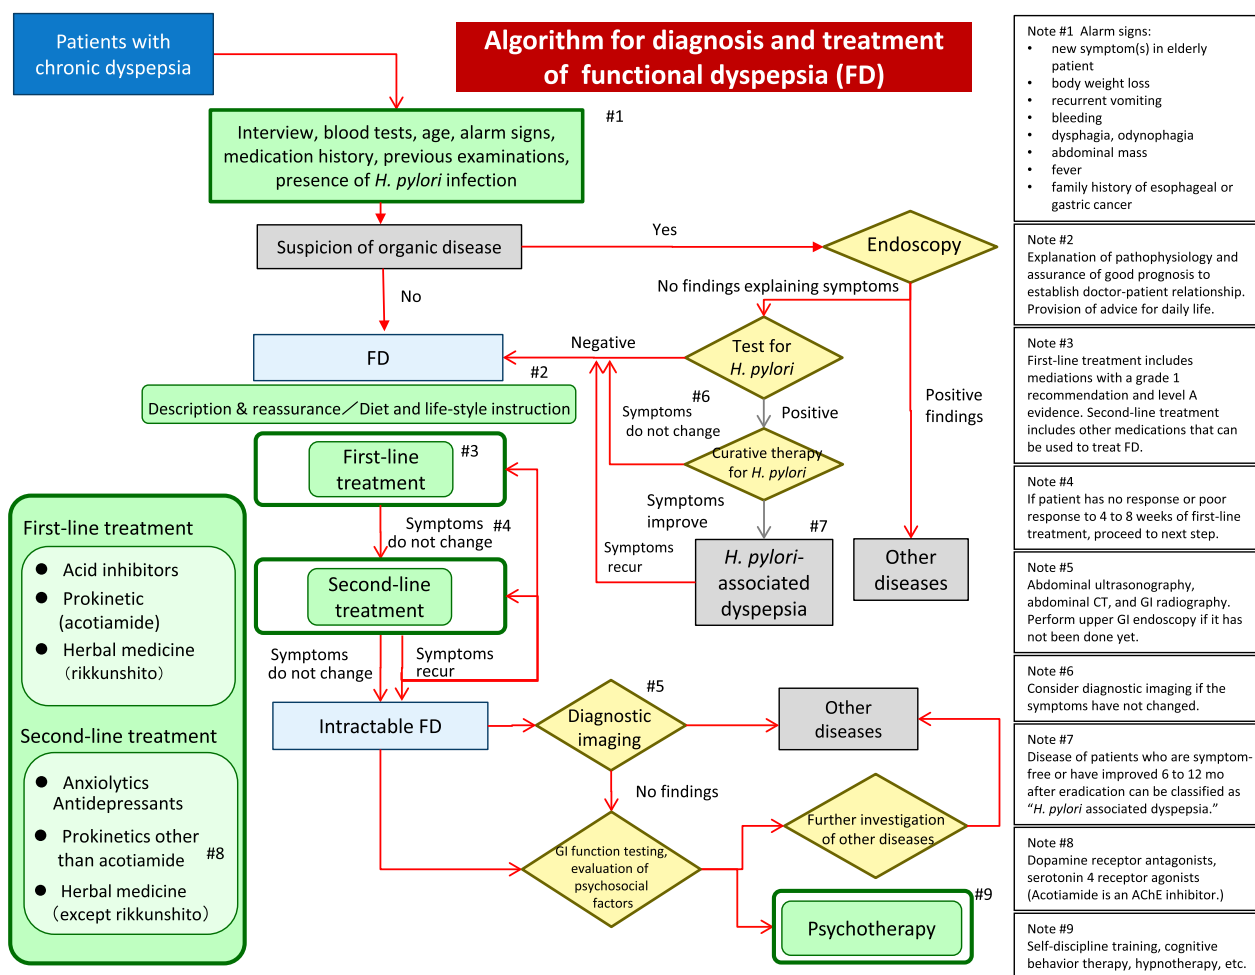 Patients with
chronic dyspepsia
Algorithm for diagnosis and treatment
of functional dyspepsia (FD)
#1
Interview, blood tests, age, alarm signs,
medication history, previous examinations,
presence of H. pylori infection
Suspicion of organic disease
Yes
Endoscopy
No
No findings explaining symptoms
FD
Negative
Test for
H. pylori
#2
Description & reassurance／Diet and life-style instruction
#6
Symptoms
do not change
Positive
Positive
findings
First-line
treatment
#3
Curative therapy
for H. pylori
Symptoms
do not change
#4
Symptoms
improve
#7
Second-line
treatment
Symptoms
recur
H. pylori-
associated
dyspepsia
Other
diseases
Symptoms
do not change
Symptoms
recur
Intractable FD
#5
Diagnostic
imaging
Other
diseases
No findings
GI function testing,
evaluation of
psychosocial
factors
Further investigation
of other diseases
#9
Psychotherapy
First-line treatment
● Acid inhibitors
● Prokinetic
(acotiamide)
● Herbal medicine
（rikkunshito）
Second-line treatment
● Anxiolytics
Antidepressants
● Prokinetics other
than acotiamide #8
● Herbal medicine
（except rikkunshito）
Note #1 Alarm signs:
• new symptom(s) in elderly
patient
• body weight loss
• recurrent vomiting
• bleeding
• dysphagia, odynophagia
• abdominal mass
• fever
• family history of esophageal or
gastric cancer
Note #2
Explanation of pathophysiology and
assurance of good prognosis to
establish doctor-patient relationship.
Provision of advice for daily life.
Note #3
First-line treatment includes
mediations with a grade 1
recommendation and level A
evidence. Second-line treatment
includes other medications that can
be used to treat FD.
Note #4
If patient has no response or poor
response to 4 to 8 weeks of first-line
treatment, proceed to next step.
Note #5
Abdominal ultrasonography,
abdominal CT, and GI radiography.
Perform upper GI endoscopy if it has
not been done yet.
Note #6
Consider diagnostic imaging if the
symptoms have not changed.
Note #7
Disease of patients who are symptom-
free or have improved 6 to 12 mo
after eradication can be classified as
“H. pylori associated dyspepsia.”
Note #8
Dopamine receptor antagonists,
serotonin 4 receptor agonists
(Acotiamide is an AChE inhibitor.)
Note #9
Self-discipline training, cognitive
behavior therapy, hypnotherapy, etc.